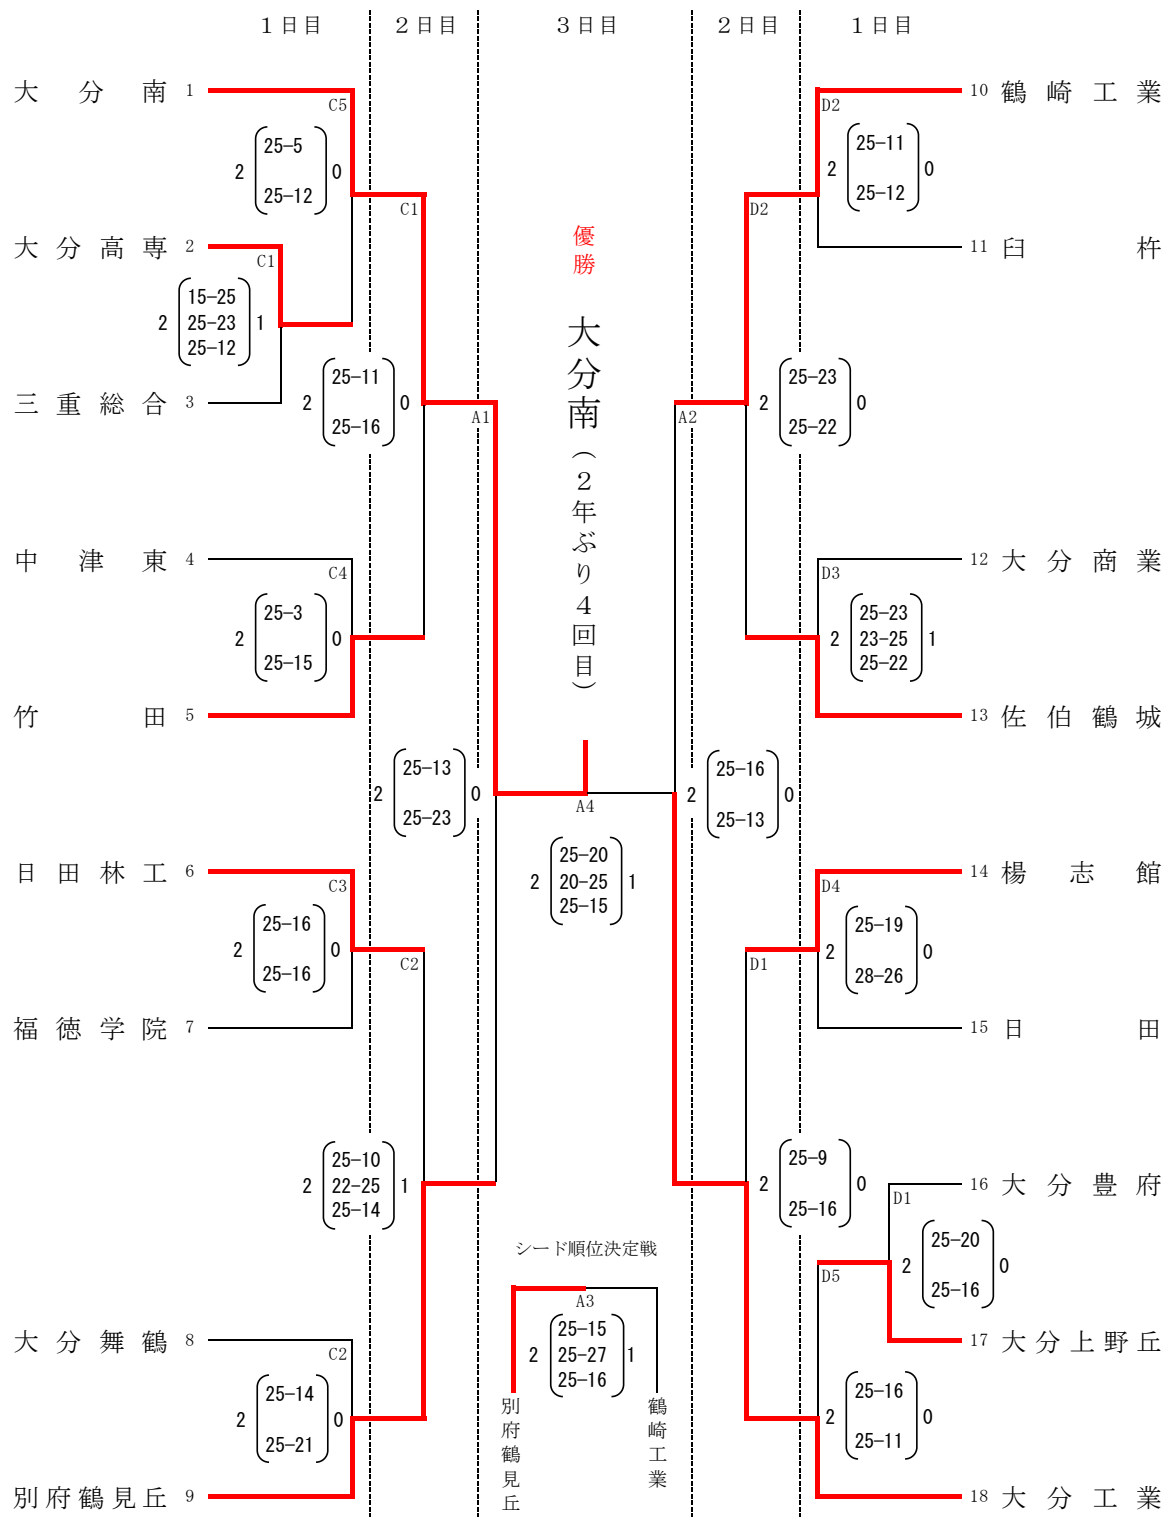 1日目 2日目 3日目 2日目 1日目
大分南 1
C5
25−5
2 0
25−12
C1
大分高専 2
C1
15−25
2 25−23 1
25−12
三重総合 3
25−11
2 0
25−16
A1
中津東 4
C4
25−3
2 0
25−15
竹田 5
25−13
2 0
25−23
日田林工 6
C3
25−16
2 0
25−16
C2
福徳学院 7
25−10
2 22−25 1
25−14
大分舞鶴 8
C2
25−14
2 0
25−21
別府鶴見丘 9
優勝
大分南(2年ぶり4回目)
A4
25−20
2 20−25 1
25−15
シード順位決定戦
A3
25−15
2 25−27 1
25−16
別府鶴見丘
鶴崎工業
10 鶴崎工業
D2
25−11
2 0
25−12
D2
11 臼杵
25−23
2 0
25−22
A2
12 大分商業
D3
25−23
2 23−25 1
25−22
13 佐伯鶴城
25−16
2 0
25−13
14 楊志館
D4
25−19
2 0
28−26
D1
15 日田
25−9
2 0
25−16
16 大分豊府
D1
25−20
2 0
25−16
D5
17 大分上野丘
25−16
2 0
25−11
18 大分工業